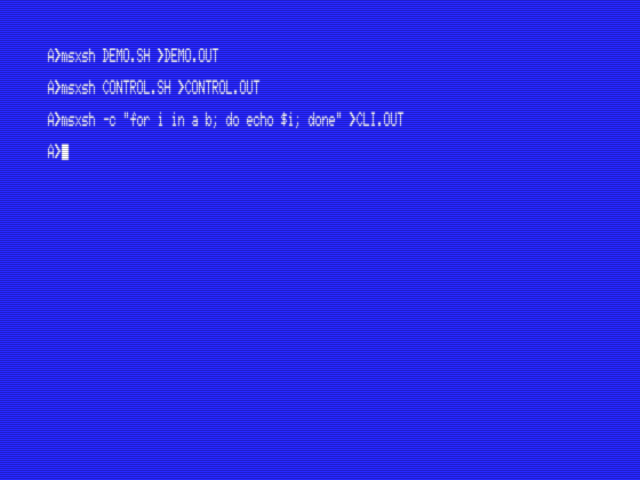 A>msxsh DEMO.SH >DEMO.OUT
A>msxsh CONTROL.SH >CONTROL.OUT
A>msxsh -c "for i in a b; do echo $i; done" >CLI.OUT
A>